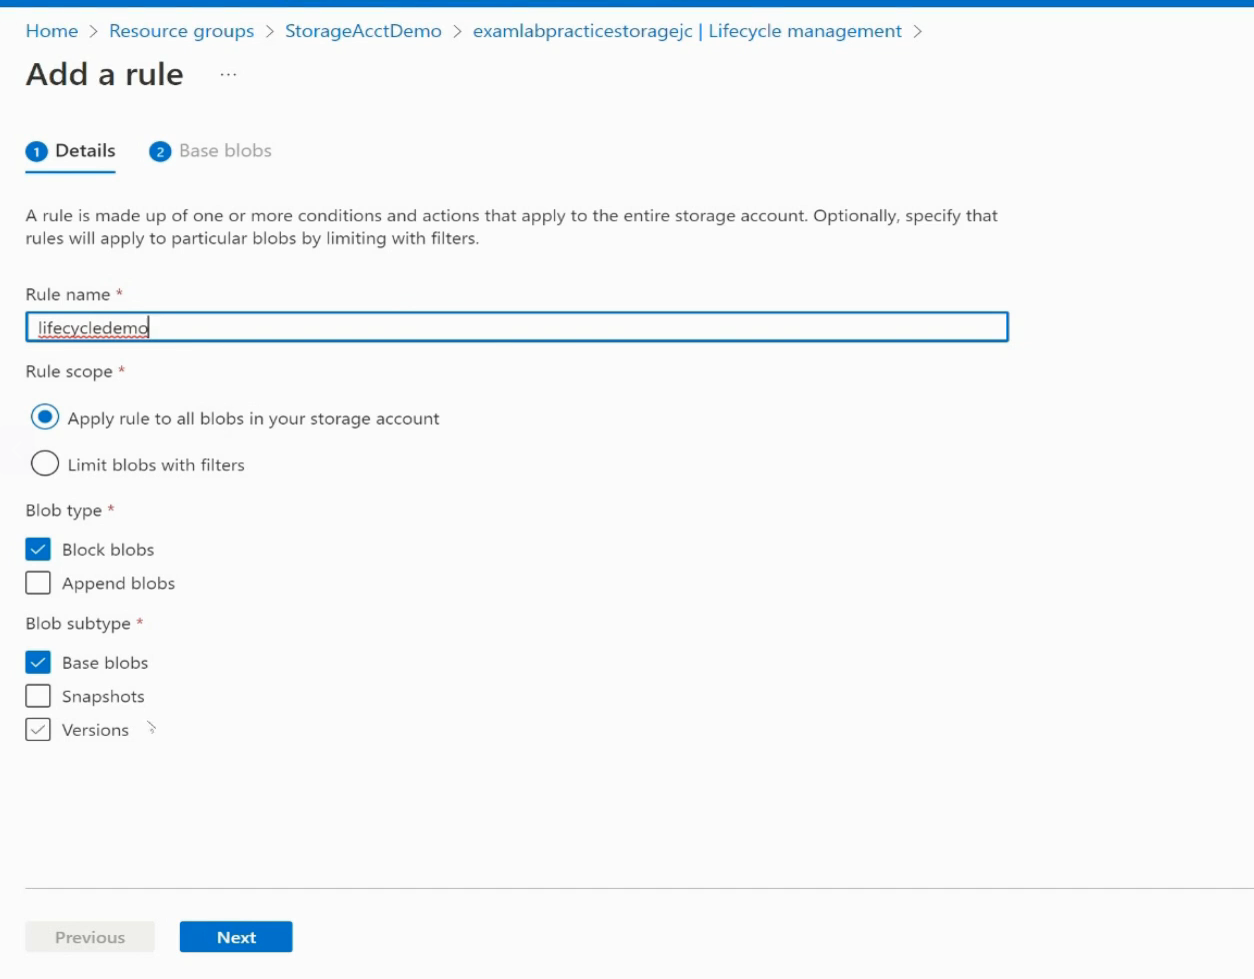 Home > Resource groups > StorageAcctDemo > examlabpracticestoragejc | Lifecycle management >
Add a rule ...
1 Details 2 Base blobs
A rule is made up of one or more conditions and actions that apply to the entire storage account. Optionally, specify that
rules will apply to particular blobs by limiting with filters.
Rule name *
lifecycledemo
Rule scope *
Apply rule to all blobs in your storage account
Limit blobs with filters
Blob type *
Block blobs
Append blobs
Blob subtype *
Base blobs
Snapshots
Versions
Previous Next